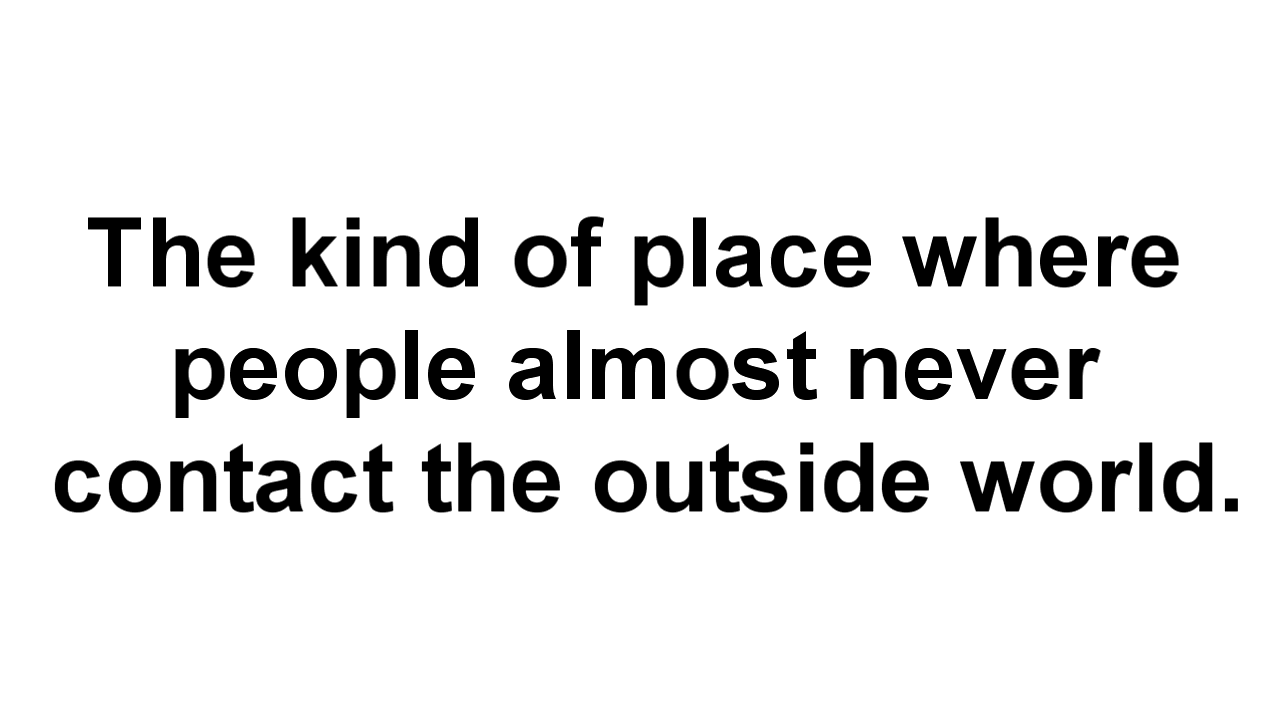 The kind of place where
people almost never
contact the outside world.